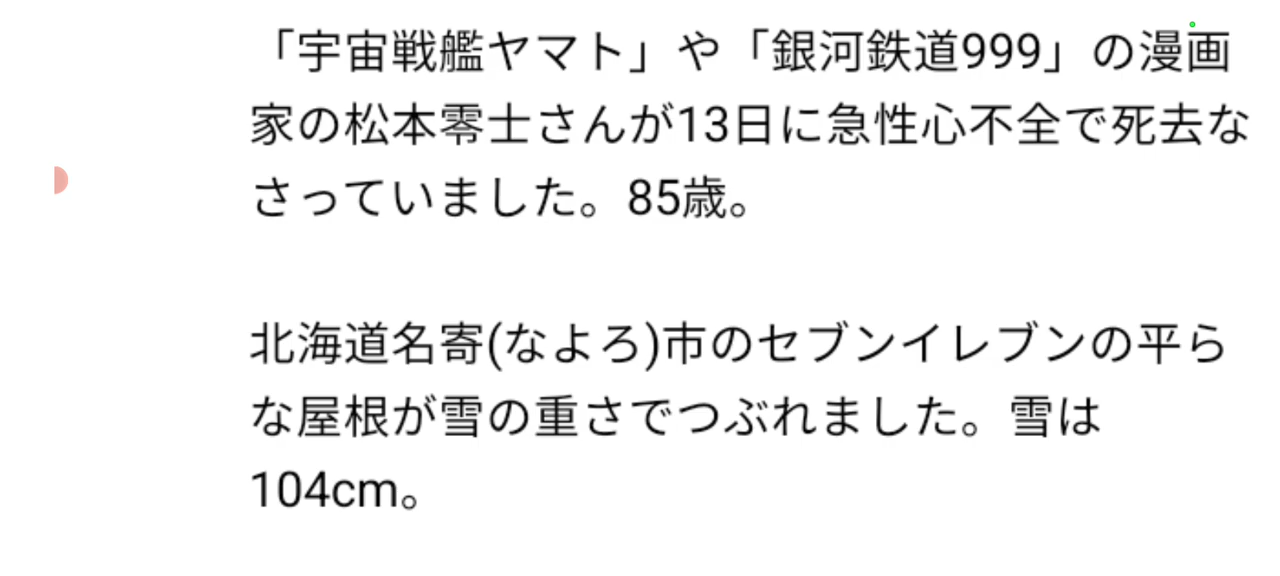 「宇宙戦艦ヤマト」や「銀河鉄道999」の漫画
家の松本零士さんが13日に急性心不全で死去な
さっていました。85歳。
北海道名寄(なよろ)市のセブンイレブンの平ら
な屋根が雪の重さでつぶれました。雪は
104cm。